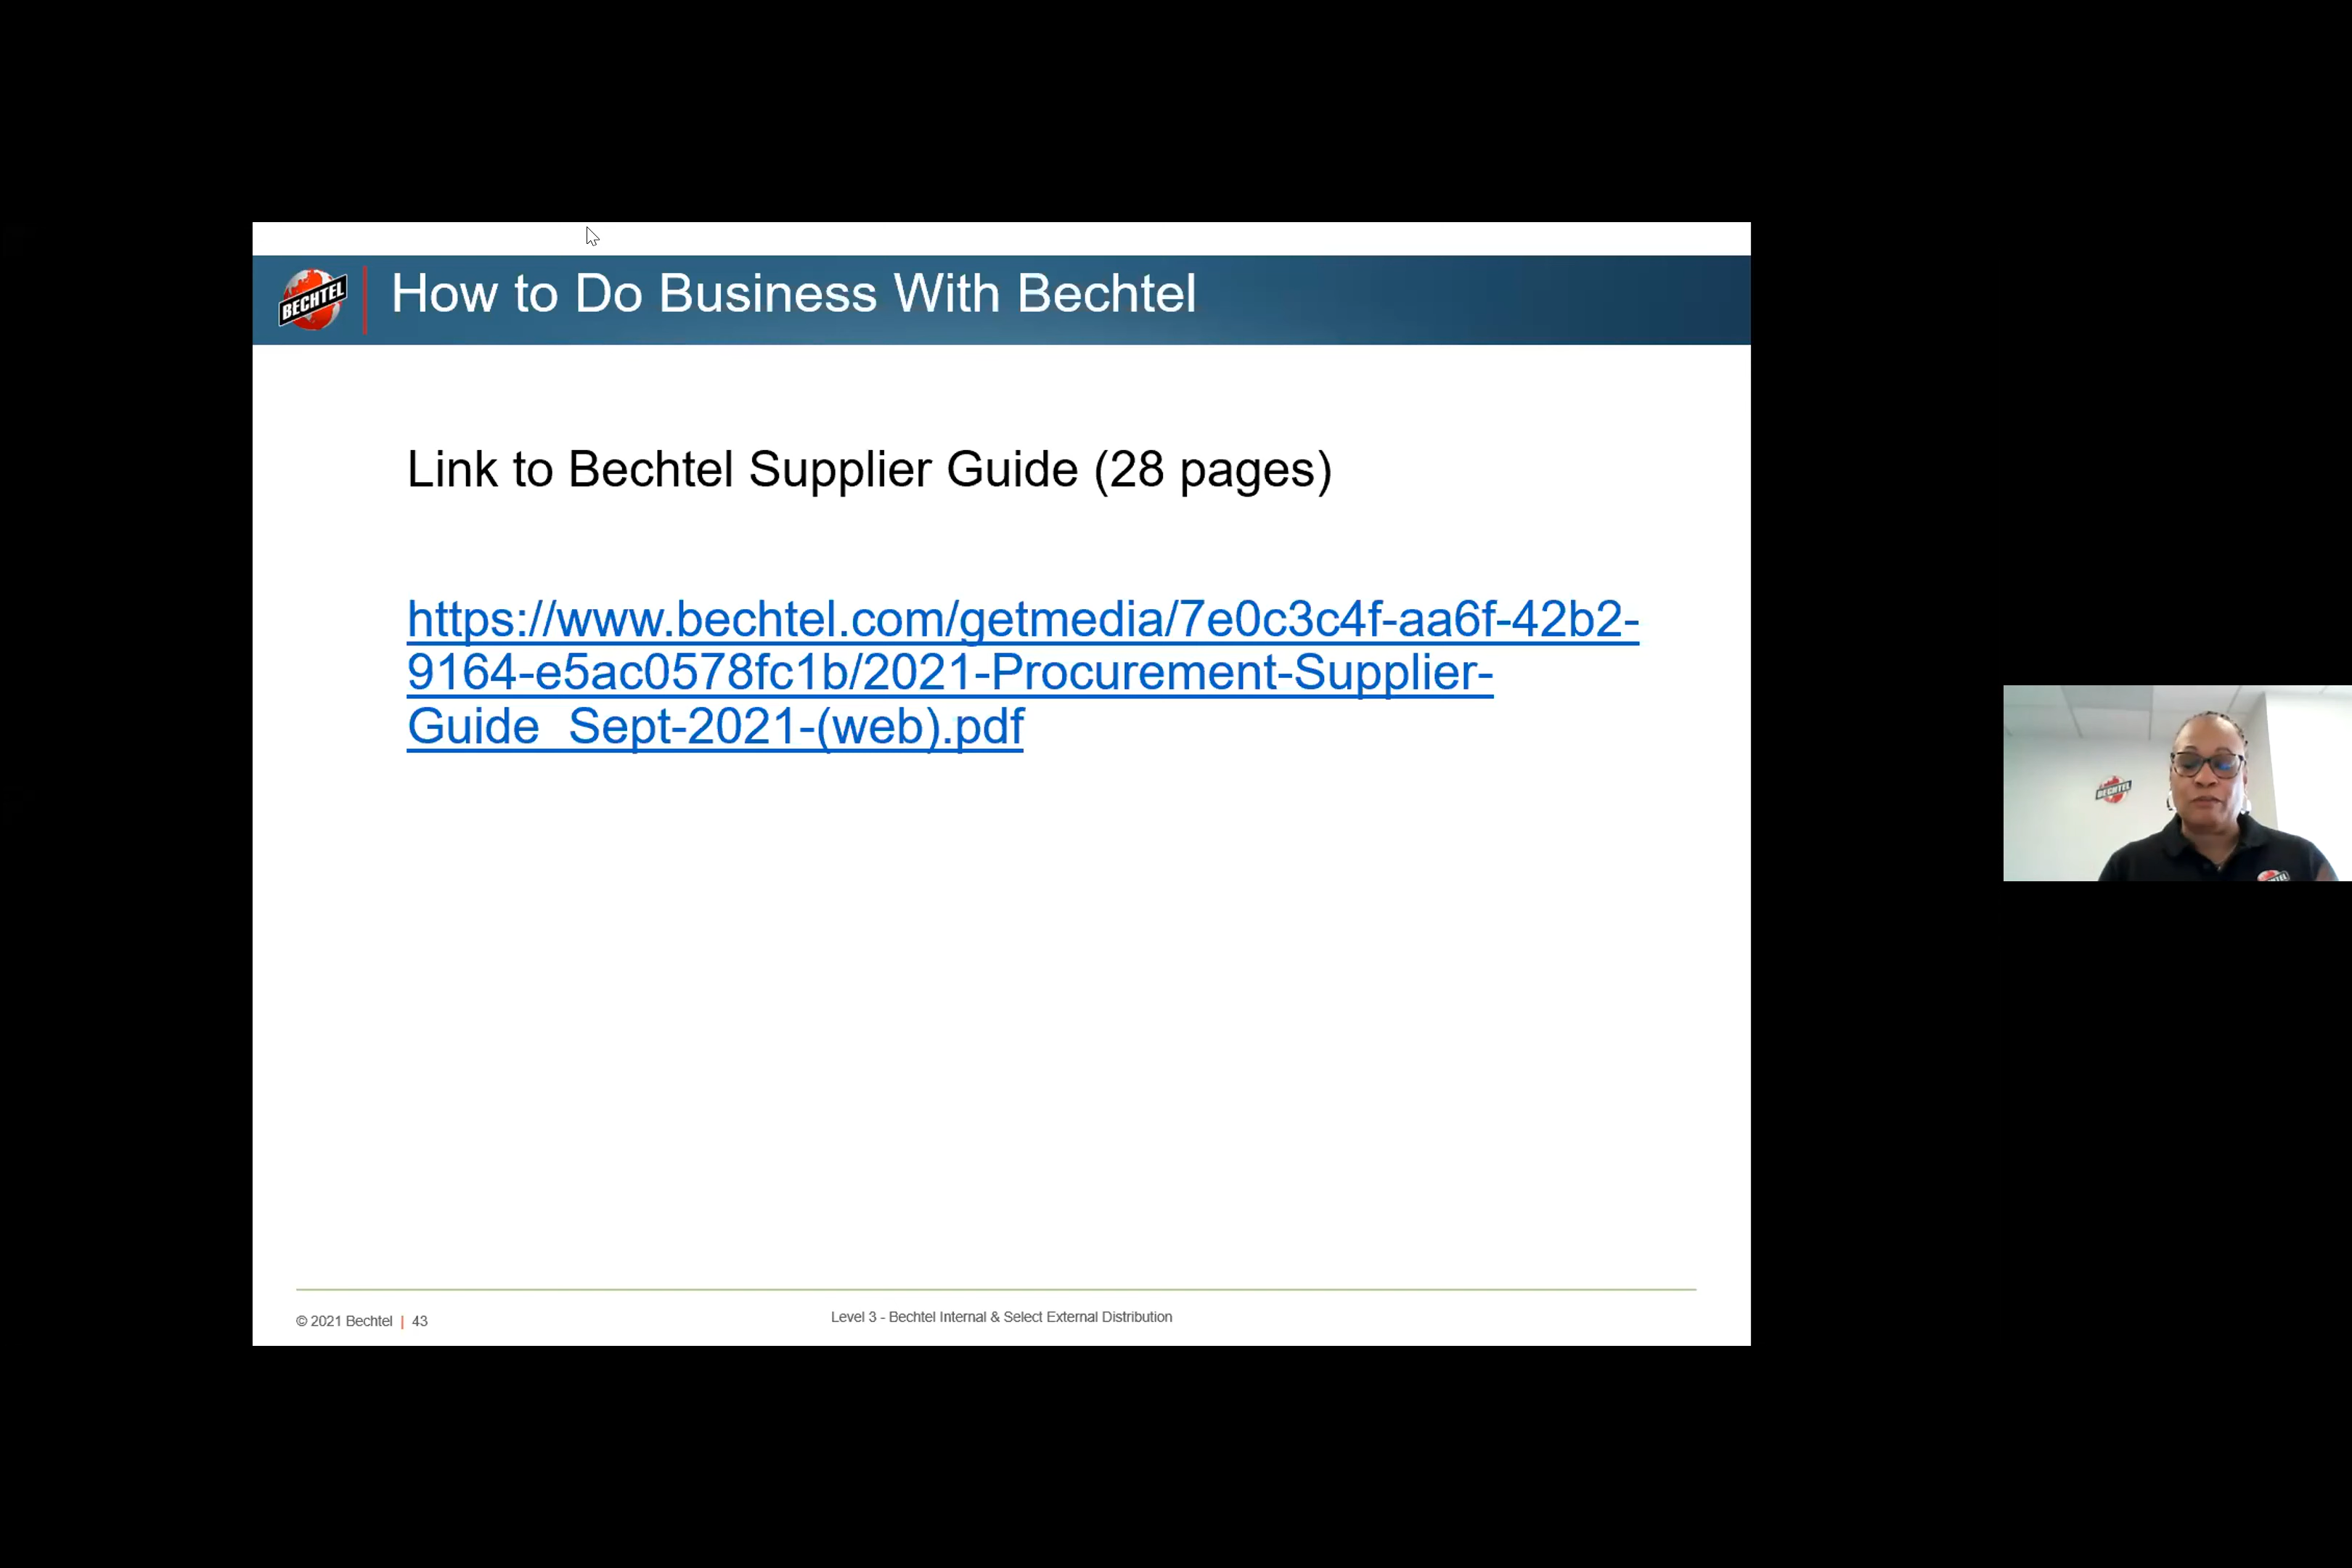 BECHTEL
How to Do Business With Bechtel
Link to Bechtel Supplier Guide (28 pages)
https://www.bechtel.com/getmedia/7e0c3c4f-aa6f-42b2-
9164-e5ac0578fc1b/2021-Procurement-Supplier-
Guide_Sept-2021-(web).pdf
BECHTEL
© 2021 Bechtel | 43
Level 3 - Bechtel Internal & Select External Distribution